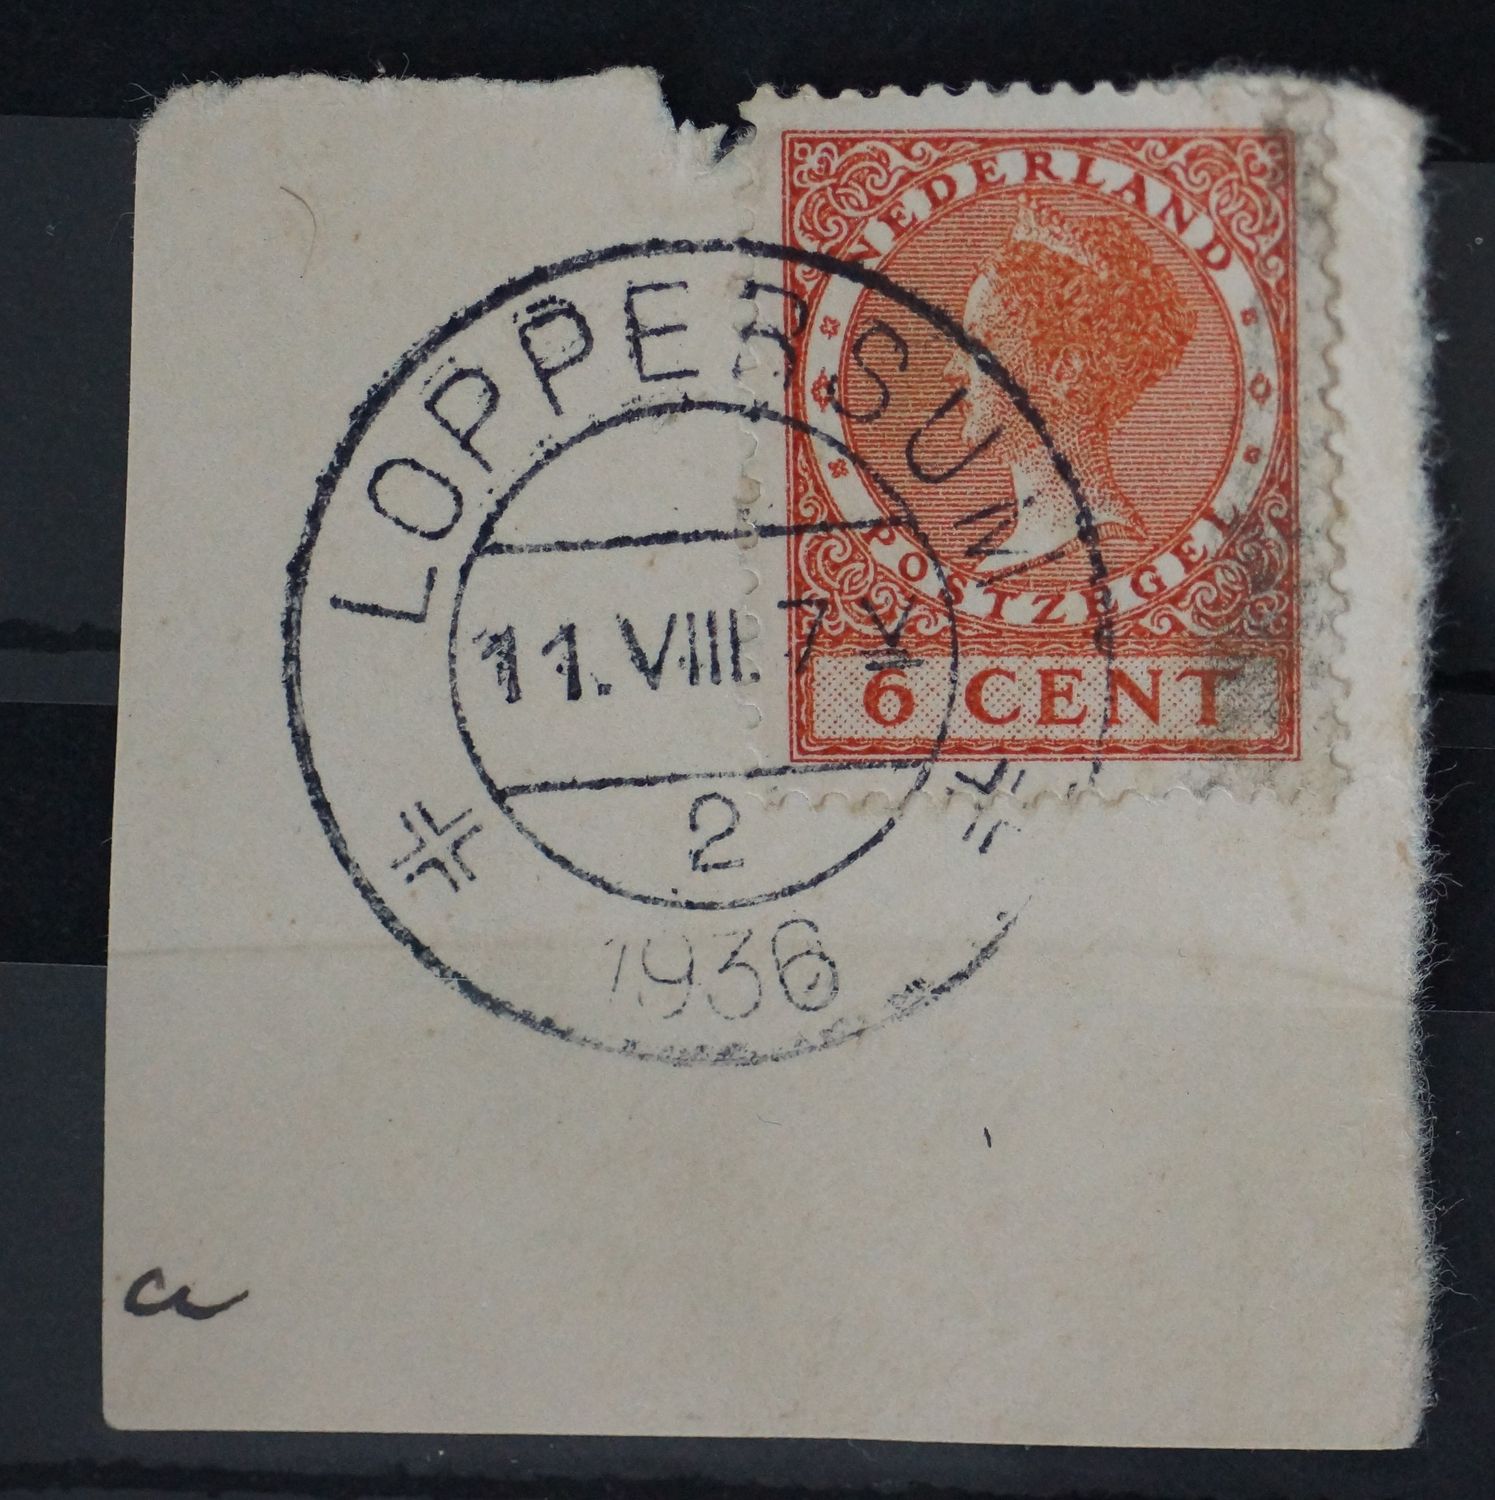 NEDERLAND
POSTZEGEL
6 CENT
LOPPERSUM
11.VIII.7
2
1936